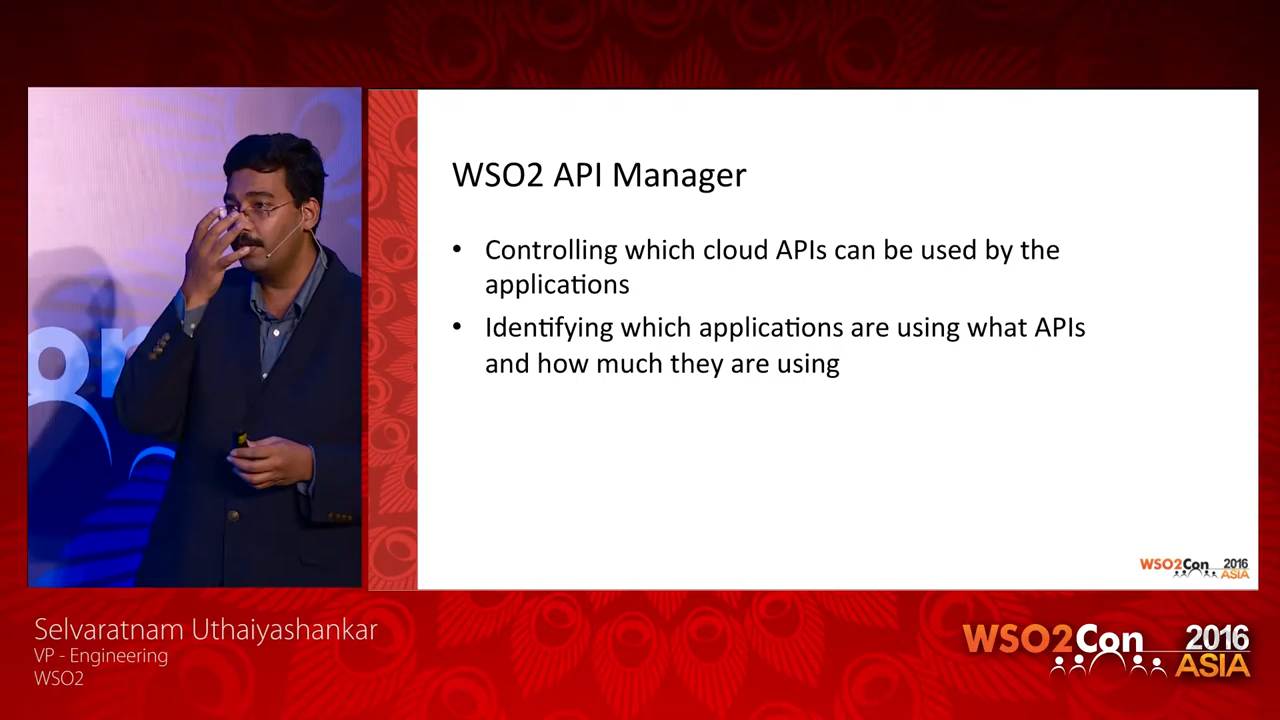 WSO2 API Manager
• Controlling which cloud APIs can be used by the
applications
• Identifying which applications are using what APIs
and how much they are using
WSO2Con 2016
ASIA
Selvaratnam Uthaiyashankar
VP - Engineering
WSO2
WSO2Con 2016
ASIA